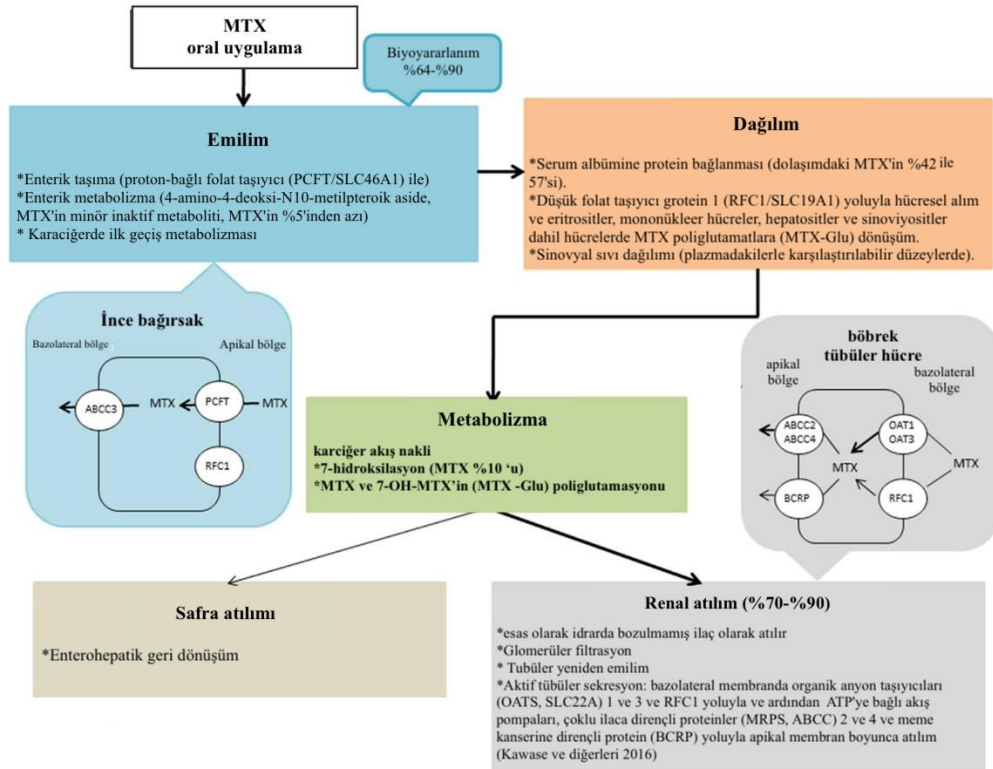 MTX
oral uygulama
Biyoyararlanım
%64-%90
Emilim
*Enterik taşıma (proton-bağlı folat taşıyıcı (PCFT/SLC46A1) ile)
*Enterik metabolizma (4-amino-4-deoksi-N10-metilpteroik aside,
MTX'in minör inaktif metaboliti, MTX'in %5'inden azı)
* Karaciğerde ilk geçiş metabolizması
Dağılım
*Serum albümine protein bağlanması (dolaşımdaki MTX'in %42 ile
57'si).
*Düşük folat taşıyıcı grotein 1 (RFC1/SLC19A1) yoluyla hücresel alım
ve eritrositler, mononükleer hücreler, hepatositler ve sinoviyositler
dahil hücrelerde MTX poliglutamatlara (MTX-Glu) dönüşüm.
*Sinovyal sıvı dağılımı (plazmadakilerle karşılaştırılabilir düzeylerde).
İnce bağırsak
Bazolateral bölge
Apikal bölge
ABCC3
MTX
PCFT
MTX
RFC1
Metabolizma
karciğer akış nakli
*7-hidroksilasyon (MTX %10 ‘u)
*MTX ve 7-OH-MTX’in (MTX -Glu) poliglutamasyonu
böbrek
tübüler hücre
apikal
bölge
bazolateral
bölge
ABCC2
ABCC4
OAT1
OAT3
MTX
MTX
BCRP
RFC1
Safra atılımı
*Enterohepatik geri dönüşüm
Renal atılım (%70-%90)
*esas olarak idrarda bozulmamış ilaç olarak atılır
*Glomerüler filtrasyon
* Tubüler yeniden emilim
*Aktif tübüler sekresyon: bazolateral membranda organik anyon taşıyıcıları
(OATS, SLC22A) 1 ve 3 ve RFC1 yoluyla ve ardından ATP'ye bağlı akış
pompaları, çoklu ilaca dirençli proteinler (MRPS, ABCC) 2 ve 4 ve meme
kanserine dirençli protein (BCRP) yoluyla apikal membran boyunca atılım
(Kawase ve diğerleri 2016)